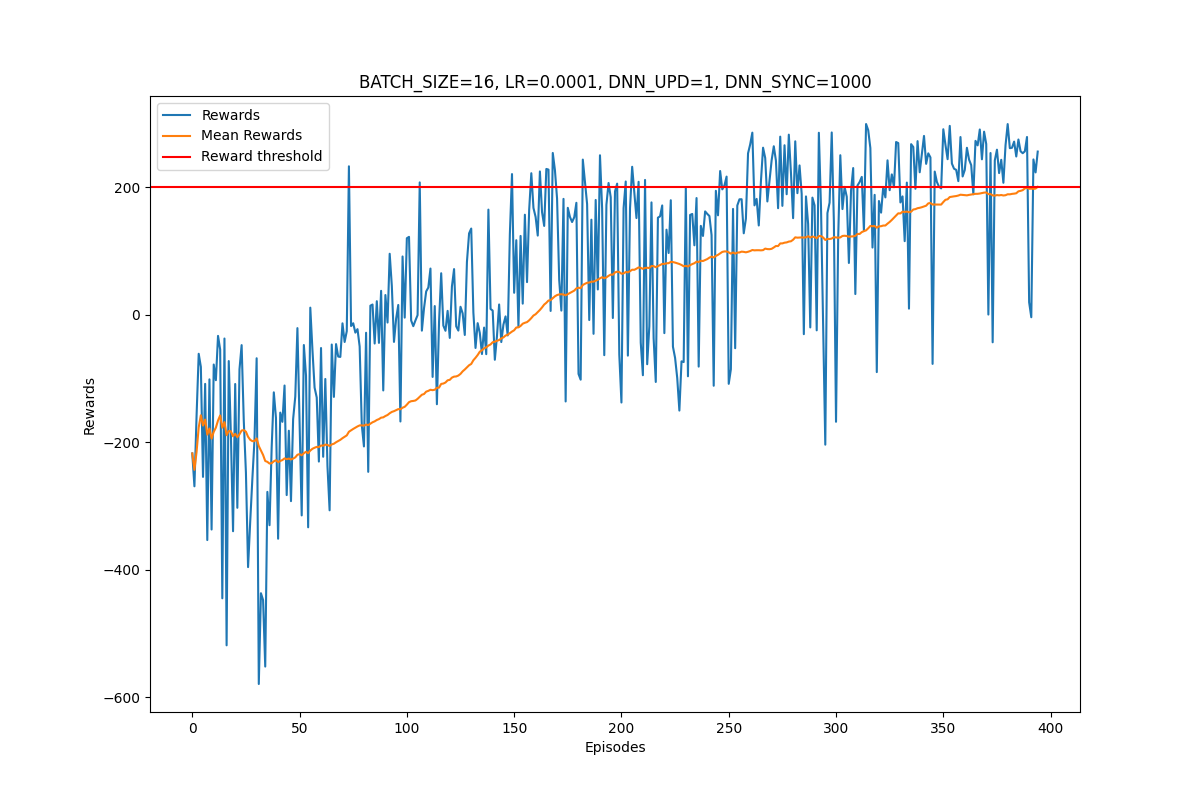 BATCH_SIZE=16, LR=0.0001, DNN_UPD=1, DNN_SYNC=1000
Rewards
Mean Rewards
Reward threshold
200
0
−200
−400
−600
Rewards
0 50 100 150 200 250 300 350 400
Episodes